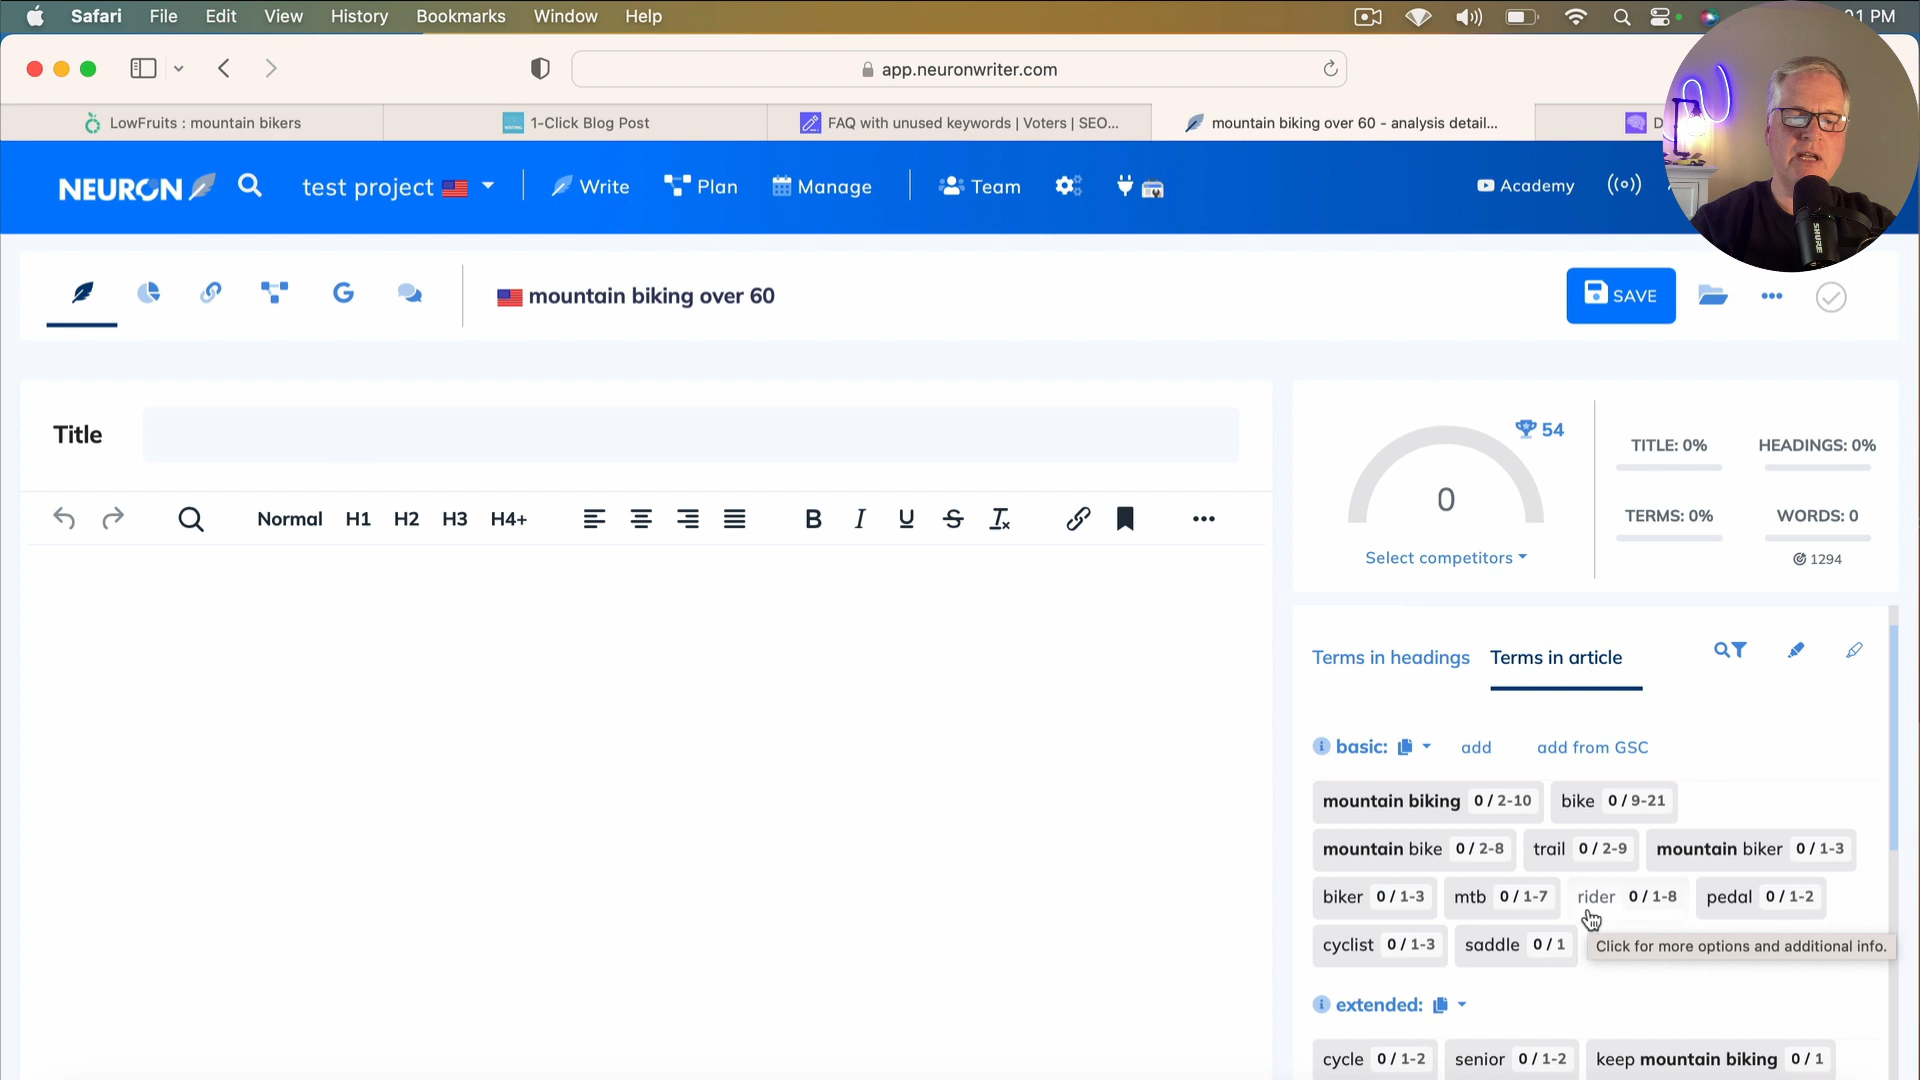 Safari File Edit View History Bookmarks Window Help
1 PM
app.neuronwriter.com
LowFruits : mountain bikers
1-Click Blog Post
FAQ with unused keywords | Voters | SEO...
mountain biking over 60 - analysis detail...
D
NEURON
test project
Write
Plan
Manage
Team
Academy
mountain biking over 60
SAVE
Title
Normal H1 H2 H3 H4+
B I U S Tx
54
0
Select competitors
TITLE: 0%
HEADINGS: 0%
TERMS: 0%
WORDS: 0
1294
Terms in headings
Terms in article
basic:
add
add from GSC
mountain biking 0 / 2-10
bike 0 / 9-21
mountain bike 0 / 2-8
trail 0 / 2-9
mountain biker 0 / 1-3
biker 0 / 1-3
mtb 0 / 1-7
rider 0 / 1-8
pedal 0 / 1-2
cyclist 0 / 1-3
saddle 0 / 1
Click for more options and additional info.
extended:
cycle 0 / 1-2
senior 0 / 1-2
keep mountain biking 0 / 1